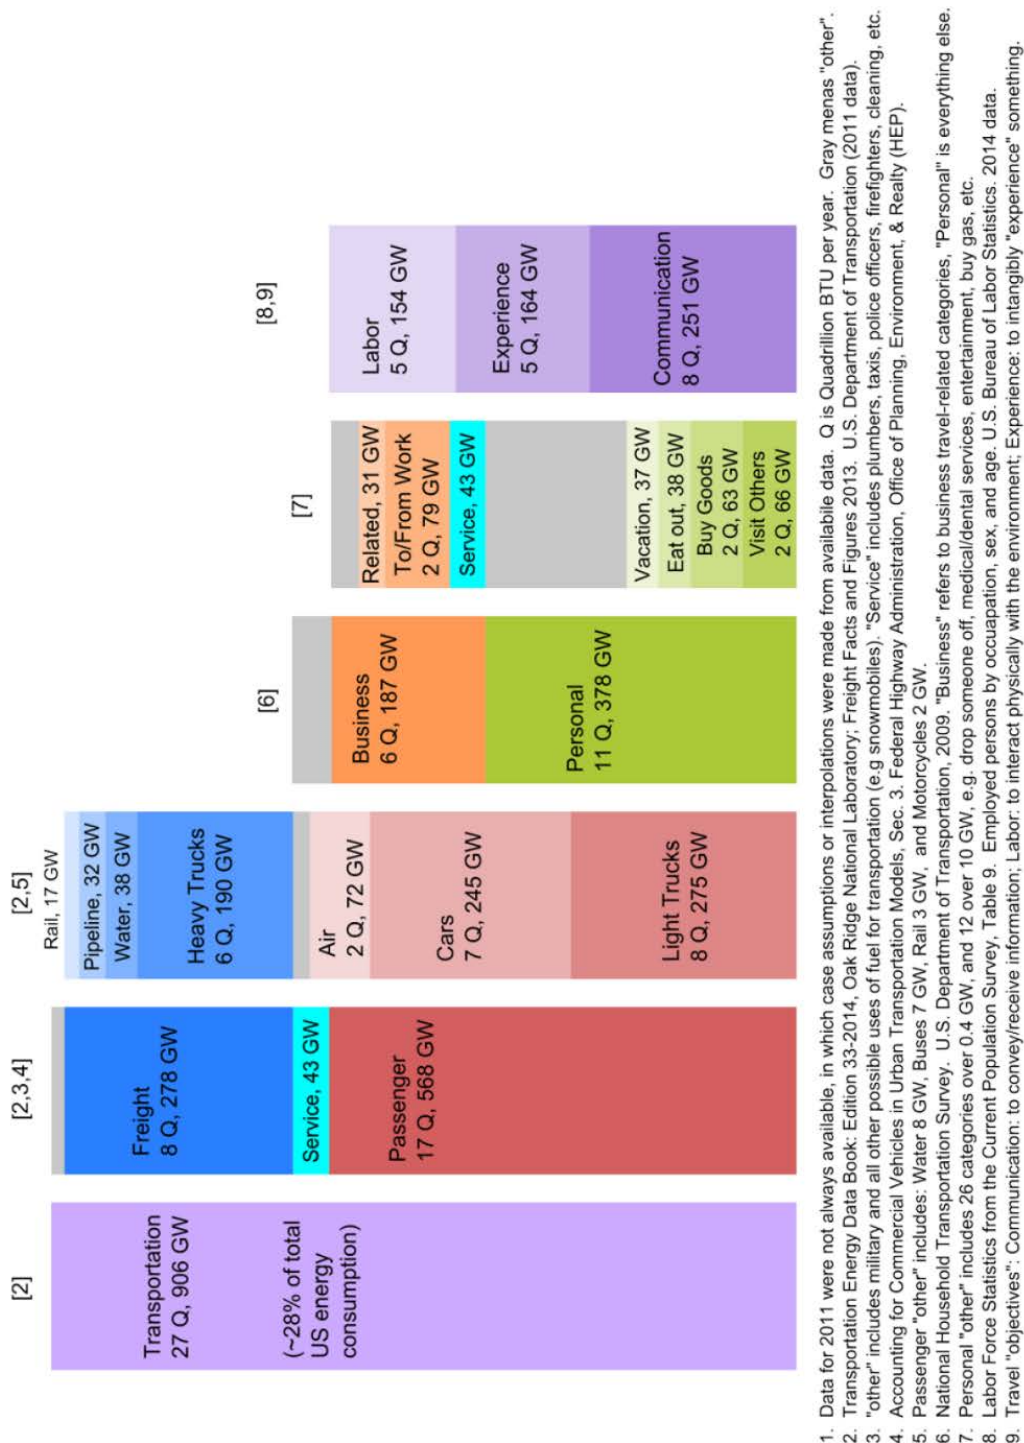 [2]
Transportation
27 Q, 906 GW
(~28% of total
US energy
consumption)
[2,3,4]
Freight
8 Q, 278 GW
Service, 43 GW
Passenger
17 Q, 568 GW
[2,5]
Rail, 17 GW
Pipeline, 32 GW
Water, 38 GW
Heavy Trucks
6 Q, 190 GW
Air
2 Q, 72 GW
Cars
7 Q, 245 GW
Light Trucks
8 Q, 275 GW
[6]
Business
6 Q, 187 GW
Personal
11 Q, 378 GW
[7]
Related, 31 GW
To/From Work
2 Q, 79 GW
Service, 43 GW
Vacation, 37 GW
Eat out, 38 GW
Buy Goods
2 Q, 63 GW
Visit Others
2 Q, 66 GW
[8,9]
Labor
5 Q, 154 GW
Experience
5 Q, 164 GW
Communication
8 Q, 251 GW
1. Data for 2011 were not always available, in which case assumptions or interpolations were made from availabile data. Q is Quadrillion BTU per year. Gray menas "other".
2. Transportation Energy Data Book: Edition 33-2014, Oak Ridge National Laboratory; Freight Facts and Figures 2013. U.S. Department of Transportation (2011 data).
3. "other" includes military and all other possible uses of fuel for transportation (e.g snowmobiles). "Service" includes plumbers, taxis, police officers, firefighters, cleaning, etc.
4. Accounting for Commercial Vehicles in Urban Transportation Models, Sec. 3. Federal Highway Administration, Office of Planning, Environment, & Realty (HEP).
5. Passenger "other" includes: Water 8 GW, Buses 7 GW, Rail 3 GW, and Motorcycles 2 GW.
6. National Household Transportation Survey. U.S. Department of Transportation, 2009. "Business" refers to business travel-related categories, "Personal" is everything else.
7. Personal "other" includes 26 categories over 0.4 GW, and 12 over 10 GW, e.g. drop someone off, medical/dental services, entertainment, buy gas, etc.
8. Labor Force Statistics from the Current Population Survey, Table 9. Employed persons by occuapation, sex, and age. U.S. Bureau of Labor Statistics. 2014 data.
9. Travel "objectives": Communication: to convey/receive information; Labor: to interact physically with the environment; Experience: to intangibly "experience" something.